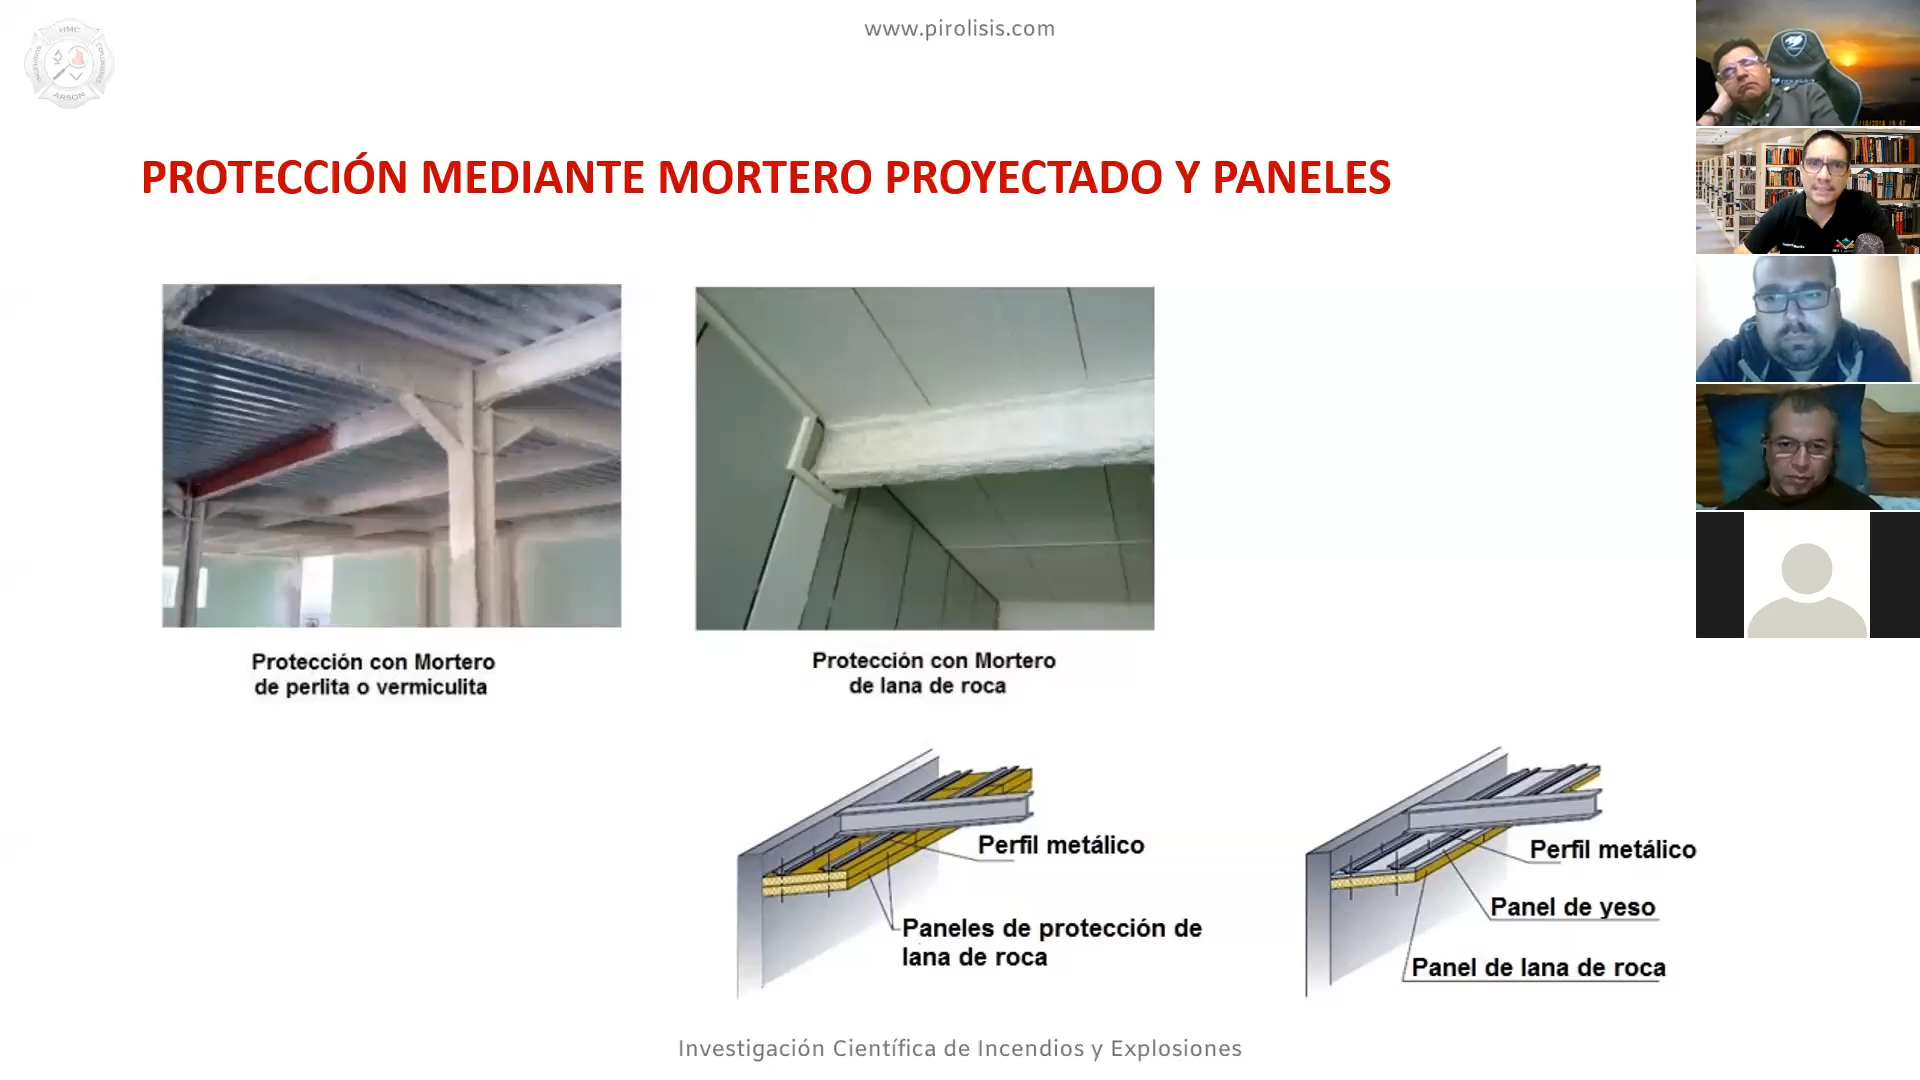 www.pirolisis.com
HMC
ARSON
PROTECCIÓN MEDIANTE MORTERO PROYECTADO Y PANELES
Protección con Mortero
de perlita o vermiculita
Protección con Mortero
de lana de roca
Perfil metálico
Paneles de protección de
lana de roca
Perfil metálico
Panel de yeso
Panel de lana de roca
Investigación Científica de Incendios y Explosiones